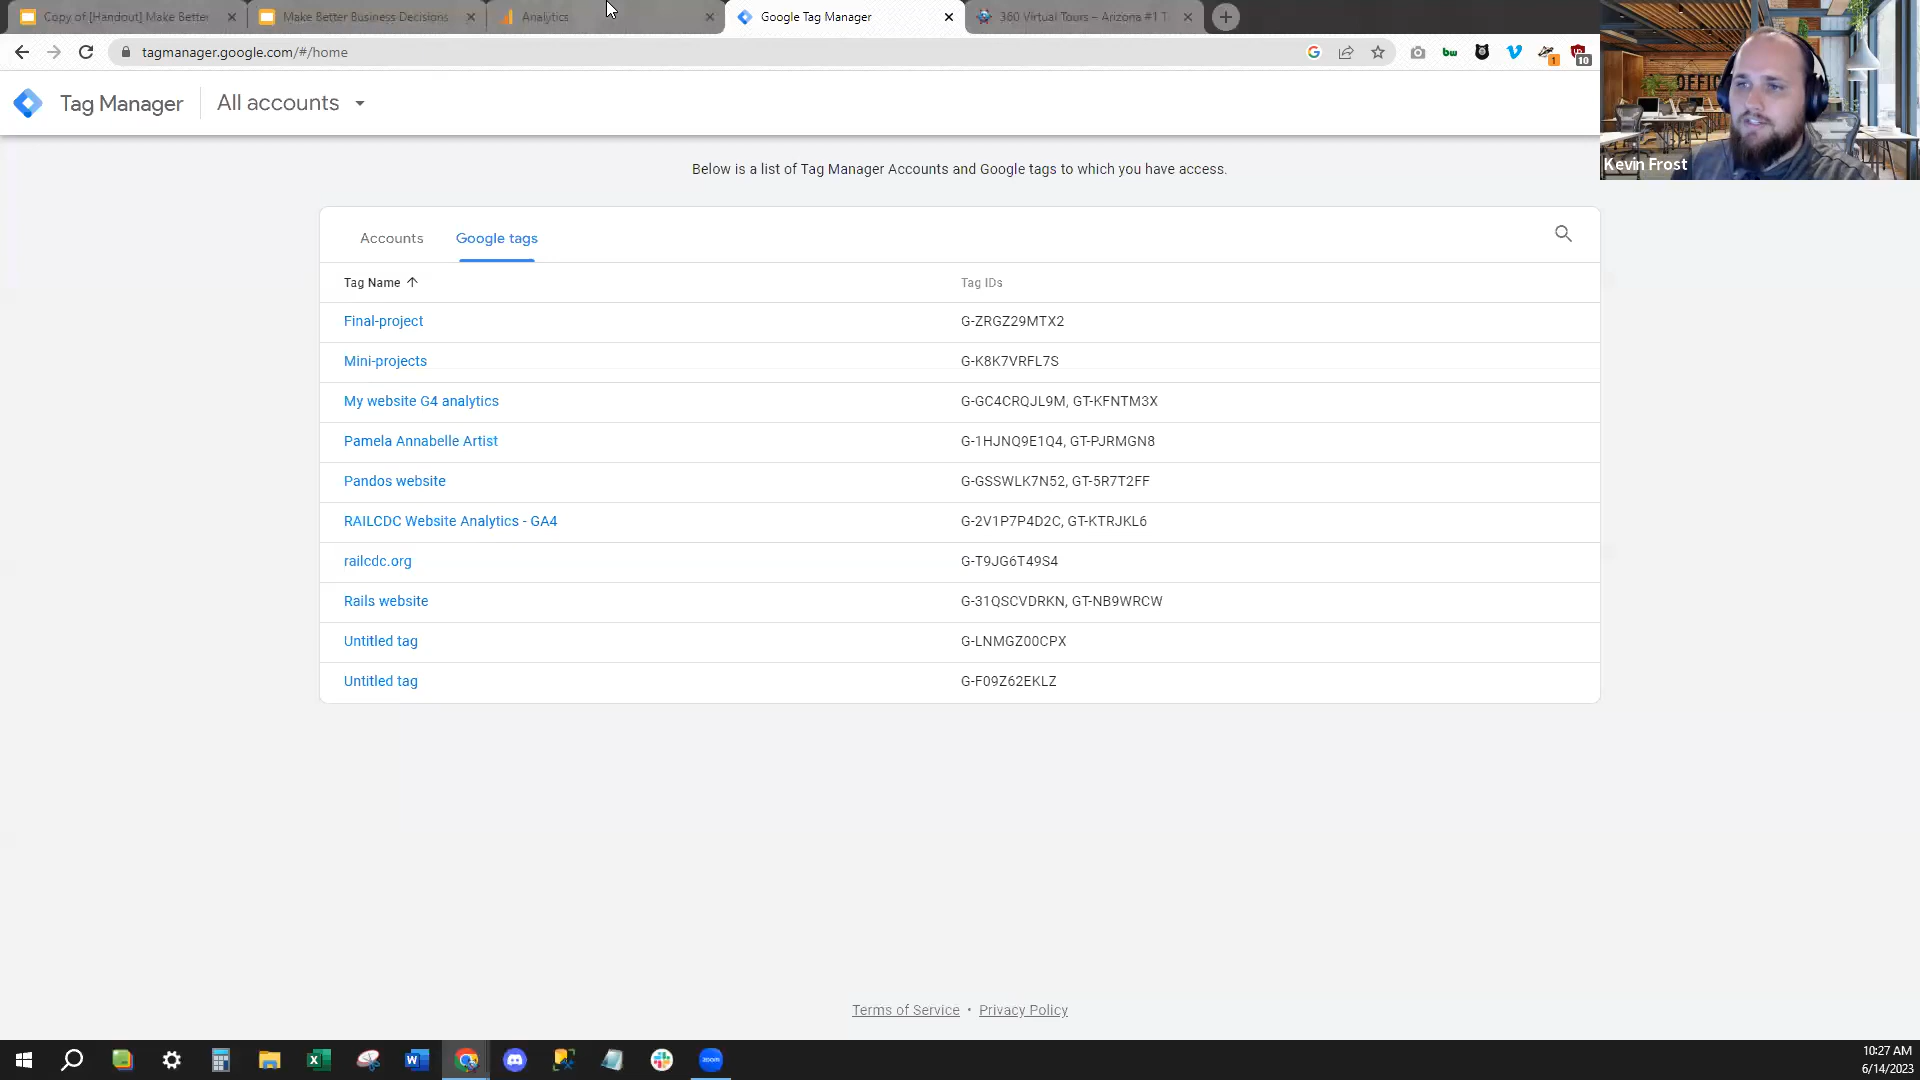 Copy of [Handout] Make Better
Make Better Business Decisions
Analytics
Google Tag Manager
360 Virtual Tours – Arizona #1 T
tagmanager.google.com/#/home
bw
1
10
OFFIC
Kevin Frost
Tag Manager
All accounts
Below is a list of Tag Manager Accounts and Google tags to which you have access.
Accounts
Google tags
Tag Name
Tag IDs
Final-project
G-ZRGZ29MTX2
Mini-projects
G-K8K7VRFL7S
My website G4 analytics
G-GC4CRQJL9M, GT-KFNTM3X
Pamela Annabelle Artist
G-1HJNQ9E1Q4, GT-PJRMGN8
Pandos website
G-GSSWLK7N52, GT-5R7T2FF
RAILCDC Website Analytics - GA4
G-2V1P7P4D2C, GT-KTRJKL6
railcdc.org
G-T9JG6T49S4
Rails website
G-31QSCVDRKN, GT-NB9WRCW
Untitled tag
G-LNMGZ00CPX
Untitled tag
G-F09Z62EKLZ
Terms of Service • Privacy Policy
zoom
10:27 AM
6/14/2023